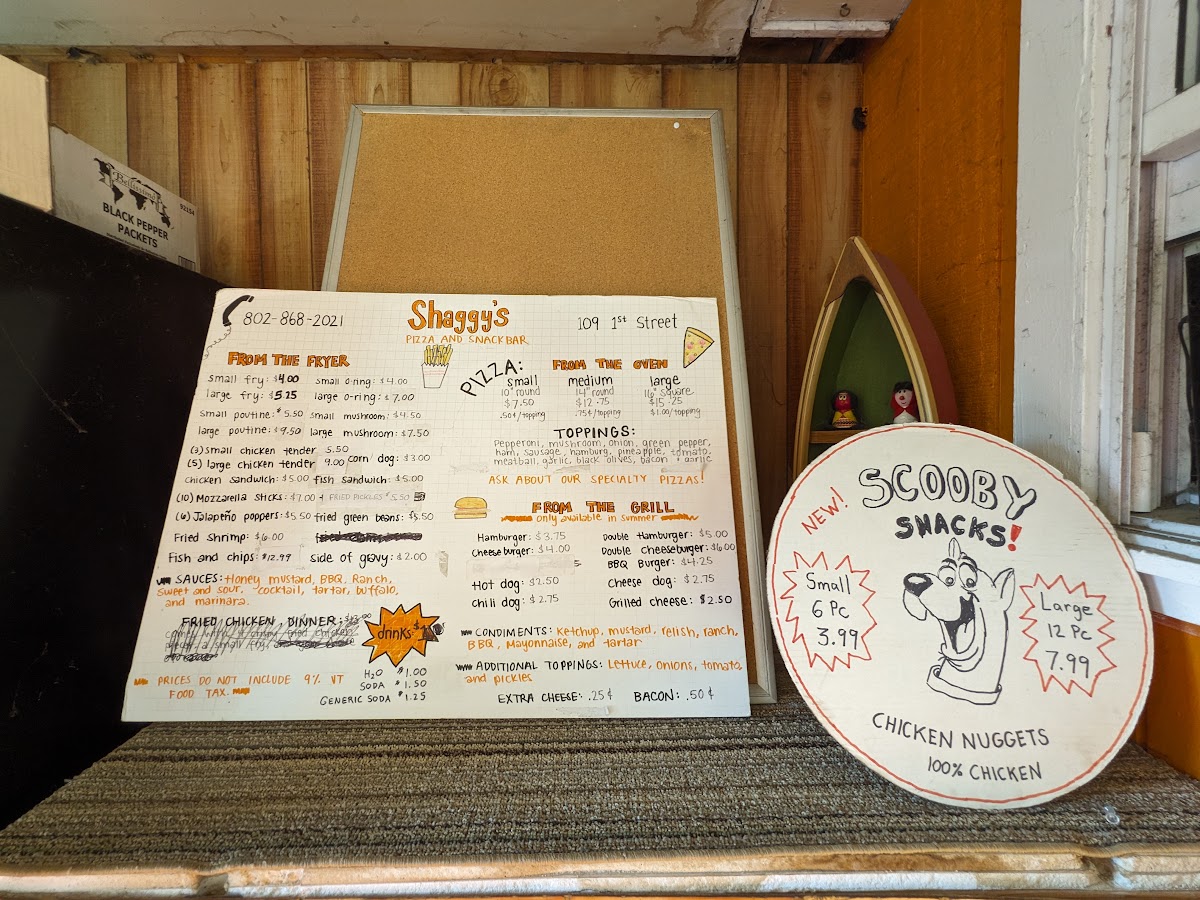 Bellissimo
BLACK PEPPER
PACKETS
802-868-2021
Shaggy's
PIZZA AND SNACK BAR
109 1st Street
FROM THE FRYER
small fry: $4.00 small o-ring: $4.00
large fry: $5.25 large o-ring: $7.00
small poutine: $5.50 small mushroom: $4.50
large poutine: $9.50 large mushroom: $7.50
(3) small chicken tender 5.50
(5) large chicken tender 9.00 corn dog: $3.00
chicken sandwich: $5.00 fish sandwich: $5.00
(10) Mozzarella sticks: $7.00 FRIED PICKLES $5.50
(6) Jalapeño poppers: $5.50 fried green beans: $5.50
Fried shrimp: $6.00
Fish and chips: $12.99 side of gravy: $2.00
SAUCES: Honey mustard, BBQ, Ranch,
sweet and sour, cocktail, tartar, buffalo,
and marinara.
FRIED CHICKEN DINNER:
PRICES DO NOT INCLUDE 9% VT
FOOD TAX.
drinks:
H2O $1.00
SODA $1.50
GENERIC SODA $1.25
PIZZA:
FROM THE OVEN
small medium large
10" round 14" round 16" square
$7.50 $12.75 $15.25
.50¢/topping .75¢/topping $1.00/topping
TOPPINGS:
Pepperoni, mushroom, onion, green pepper,
ham, sausage, hamburg, pineapple, tomato,
meatball, garlic, black olives, bacon + garlic
ASK ABOUT OUR SPECIALTY PIZZAS!
FROM THE GRILL
only available in summer
Hamburger: $3.75 Double Hamburger: $5.00
Cheeseburger: $4.00 Double cheeseburger: $6.00
BBQ Burger: $4.25
Hot dog: $2.50 Cheese dog: $2.75
Chili dog: $2.75 Grilled cheese: $2.50
CONDIMENTS: Ketchup, mustard, relish, ranch,
BBQ, Mayonnaise, and tartar
ADDITIONAL TOPPINGS: Lettuce, onions, tomato
and pickles
EXTRA CHEESE: .25¢ BACON: .50¢
NEW!
SCOOBY
SNACKS!
Small
6 Pc
3.99
Large
12 Pc
7.99
CHICKEN NUGGETS
100% CHICKEN